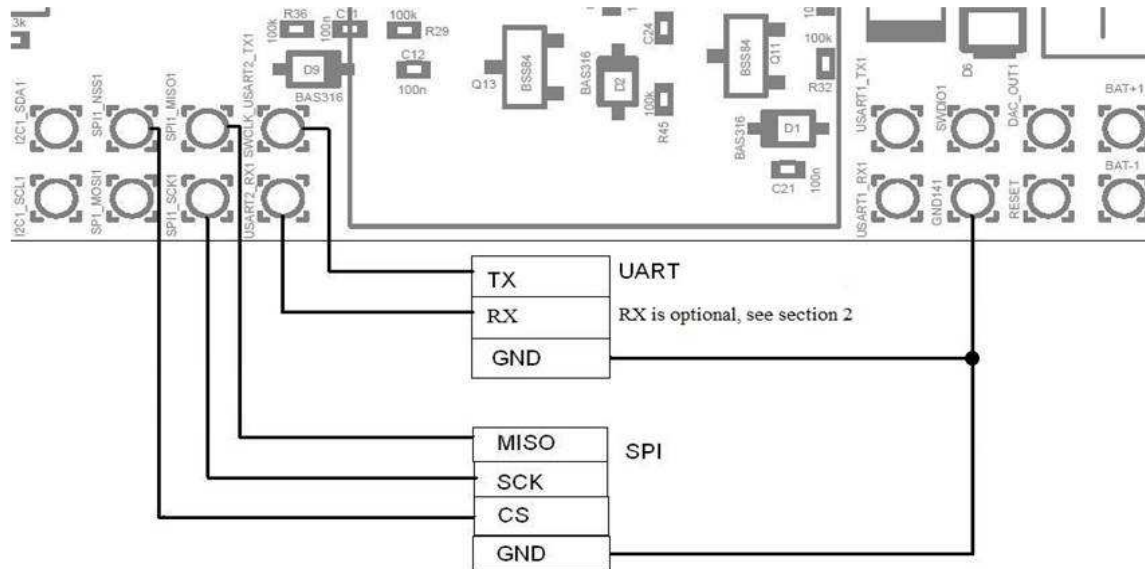 3k
R36
100k
C11
100n
100k
R29
D9
BAS316
C12
100n
Q13
BSS84
BAS316
D2
C24
100k
R45
BSS84
Q11
100k
R32
BAS316
D1
C21
100n
D6
I2C1_SDA1
SPI1_NSS1
SPI1_MISO1
SWCLK_USART2_TX1
USART1_TX1
SWDIO1
DAC_OUT1
BAT+1
I2C1_SCL1
SP1_MOSI1
SPI1_SCK1
USART2_RX1
USART1_RX1
GND141
RESET
BAT-1
TX
UART
RX
RX is optional, see section 2
GND
MISO
SPI
SCK
CS
GND